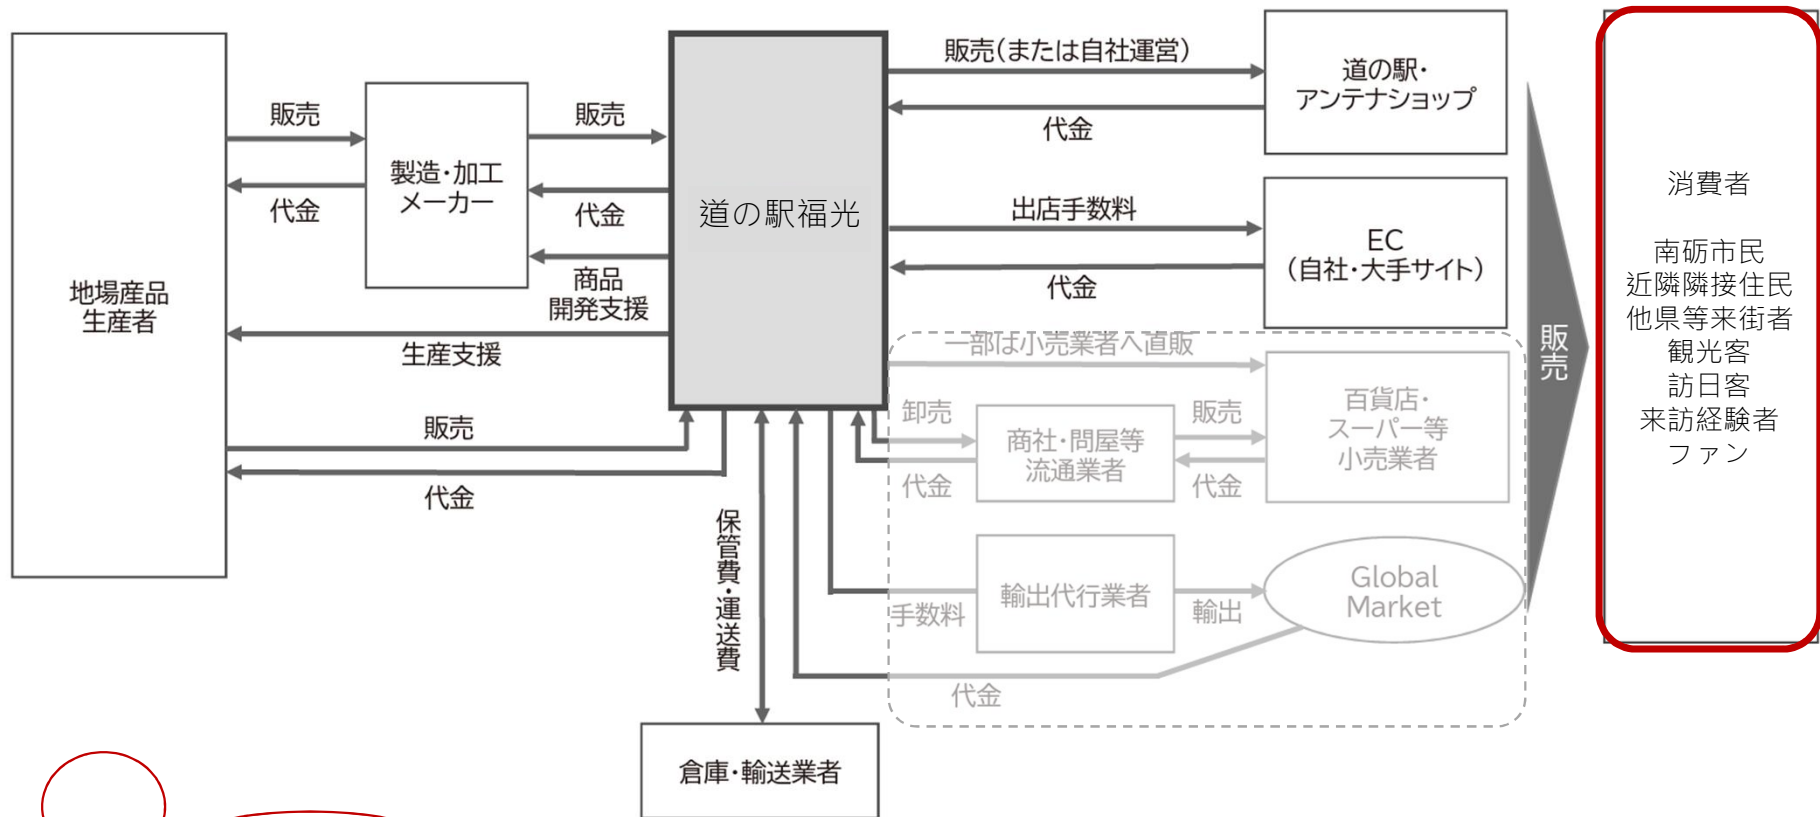 地場産品
生産者
販売
代金
製造・加工
メーカー
販売
代金
商品
開発支援
生産支援
販売
代金
道の駅福光
保管費・運送費
倉庫・輸送業者
販売(または自社運営)
代金
道の駅・
アンテナショップ
出店手数料
代金
EC
(自社・大手サイト)
一部は小売業者へ直販
卸売
代金
商社・問屋等
流通業者
販売
代金
百貨店・
スーパー等
小売業者
手数料
輸出代行業者
輸出
Global
Market
代金
販売
消費者
南砺市民
近隣隣接住民
他県等来街者
観光客
訪日客
来訪経験者
ファン